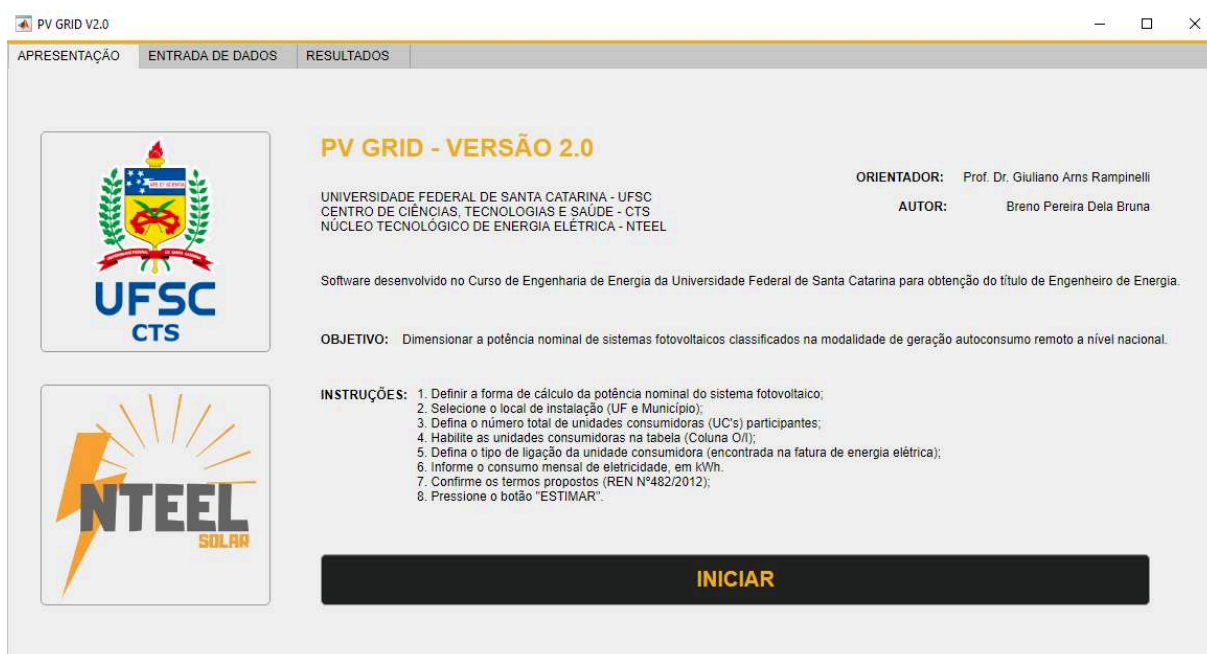 PV GRID V2.0
APRESENTAÇÃO ENTRADA DE DADOS RESULTADOS
UFSC
CTS
NTEEL
SOLAR
PV GRID - VERSÃO 2.0
UNIVERSIDADE FEDERAL DE SANTA CATARINA - UFSC
CENTRO DE CIÊNCIAS, TECNOLOGIAS E SAÚDE - CTS
NÚCLEO TECNOLÓGICO DE ENERGIA ELÉTRICA - NTEEL
ORIENTADOR: Prof. Dr. Giuliano Arns Rampinelli
AUTOR: Breno Pereira Dela Bruna
Software desenvolvido no Curso de Engenharia de Energia da Universidade Federal de Santa Catarina para obtenção do título de Engenheiro de Energia.
OBJETIVO: Dimensionar a potência nominal de sistemas fotovoltaicos classificados na modalidade de geração autoconsumo remoto a nível nacional.
INSTRUÇÕES: 1. Definir a forma de cálculo da potência nominal do sistema fotovoltaico;
2. Selecione o local de instalação (UF e Município);
3. Defina o número total de unidades consumidoras (UC's) participantes;
4. Habilite as unidades consumidoras na tabela (Coluna O/I);
5. Defina o tipo de ligação da unidade consumidora (encontrada na fatura de energia elétrica);
6. Informe o consumo mensal de eletricidade, em kWh.
7. Confirme os termos propostos (REN Nº482/2012);
8. Pressione o botão "ESTIMAR".
INICIAR